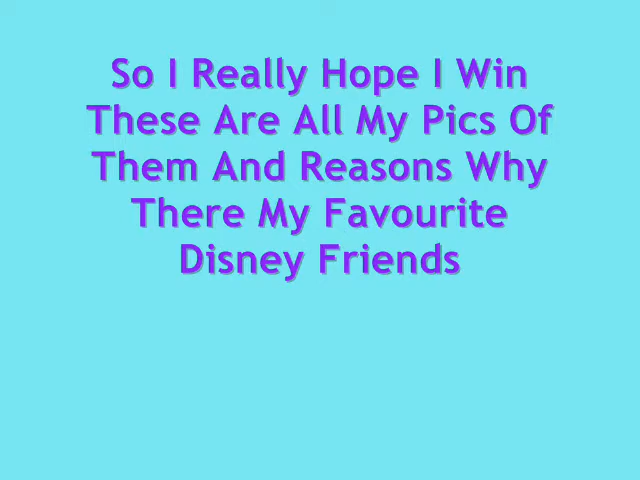 So I Really Hope I Win
These Are All My Pics Of
Them And Reasons Why
There My Favourite
Disney Friends